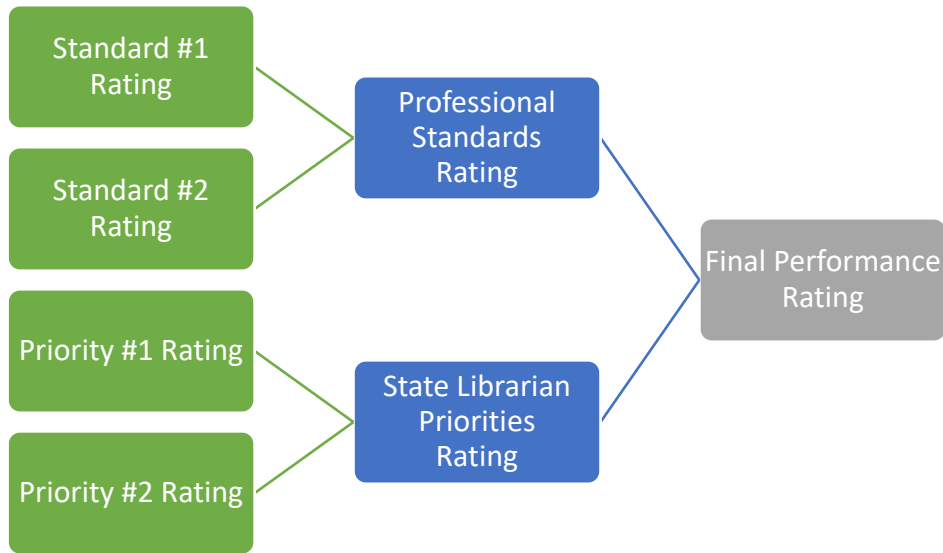 Standard #1
Rating
Standard #2
Rating
Priority #1 Rating
Priority #2 Rating
Professional
Standards
Rating
State Librarian
Priorities
Rating
Final Performance
Rating